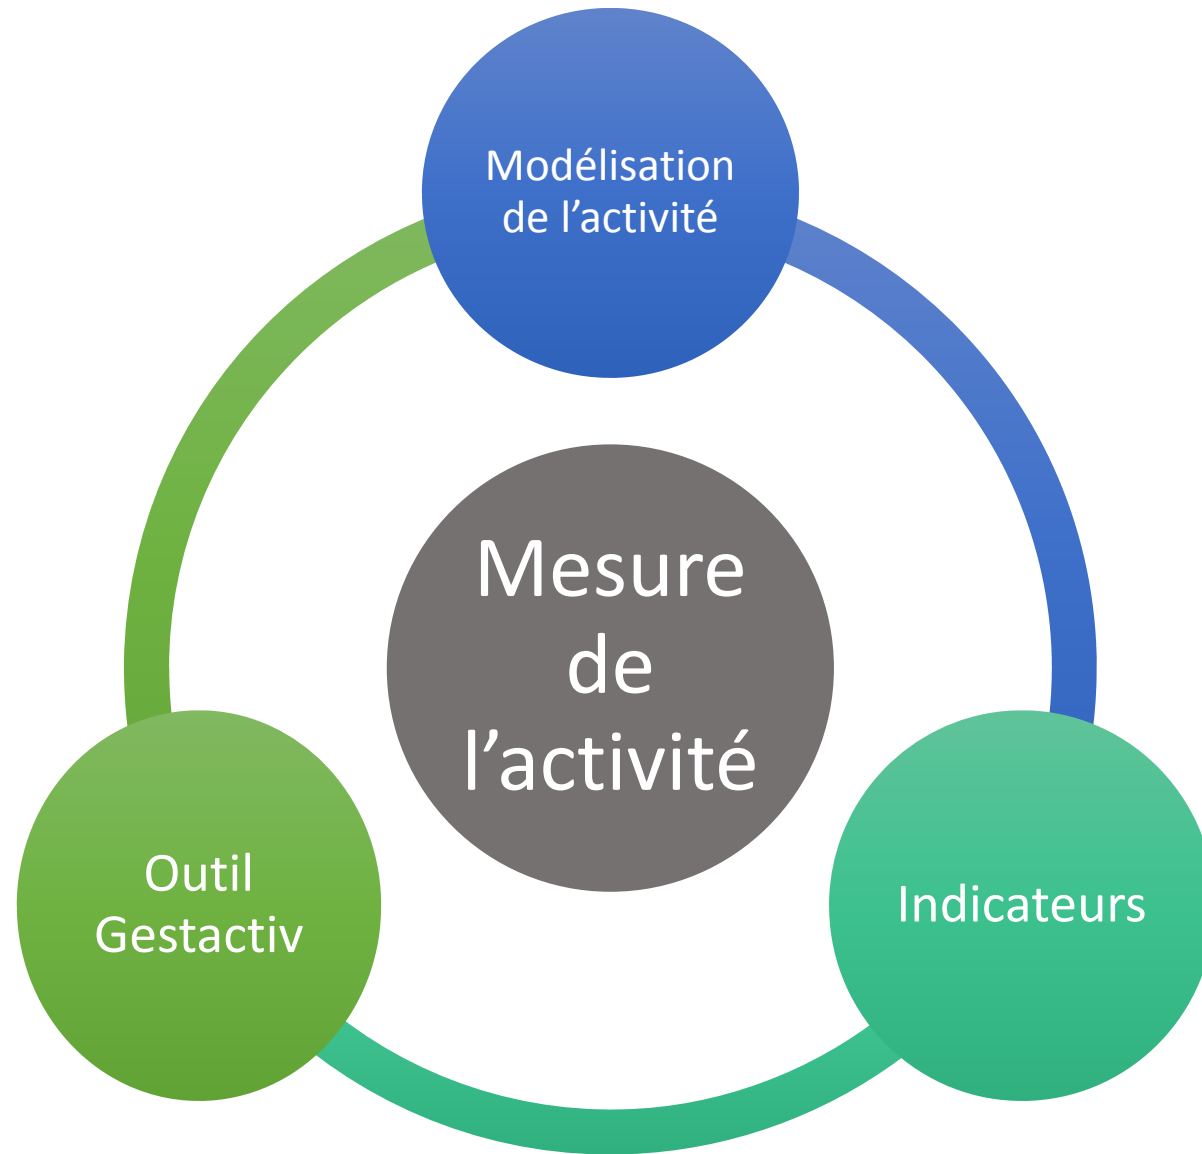 Modélisation
de l’activité
Mesure
de
l’activité
Outil
Gestactiv
Indicateurs